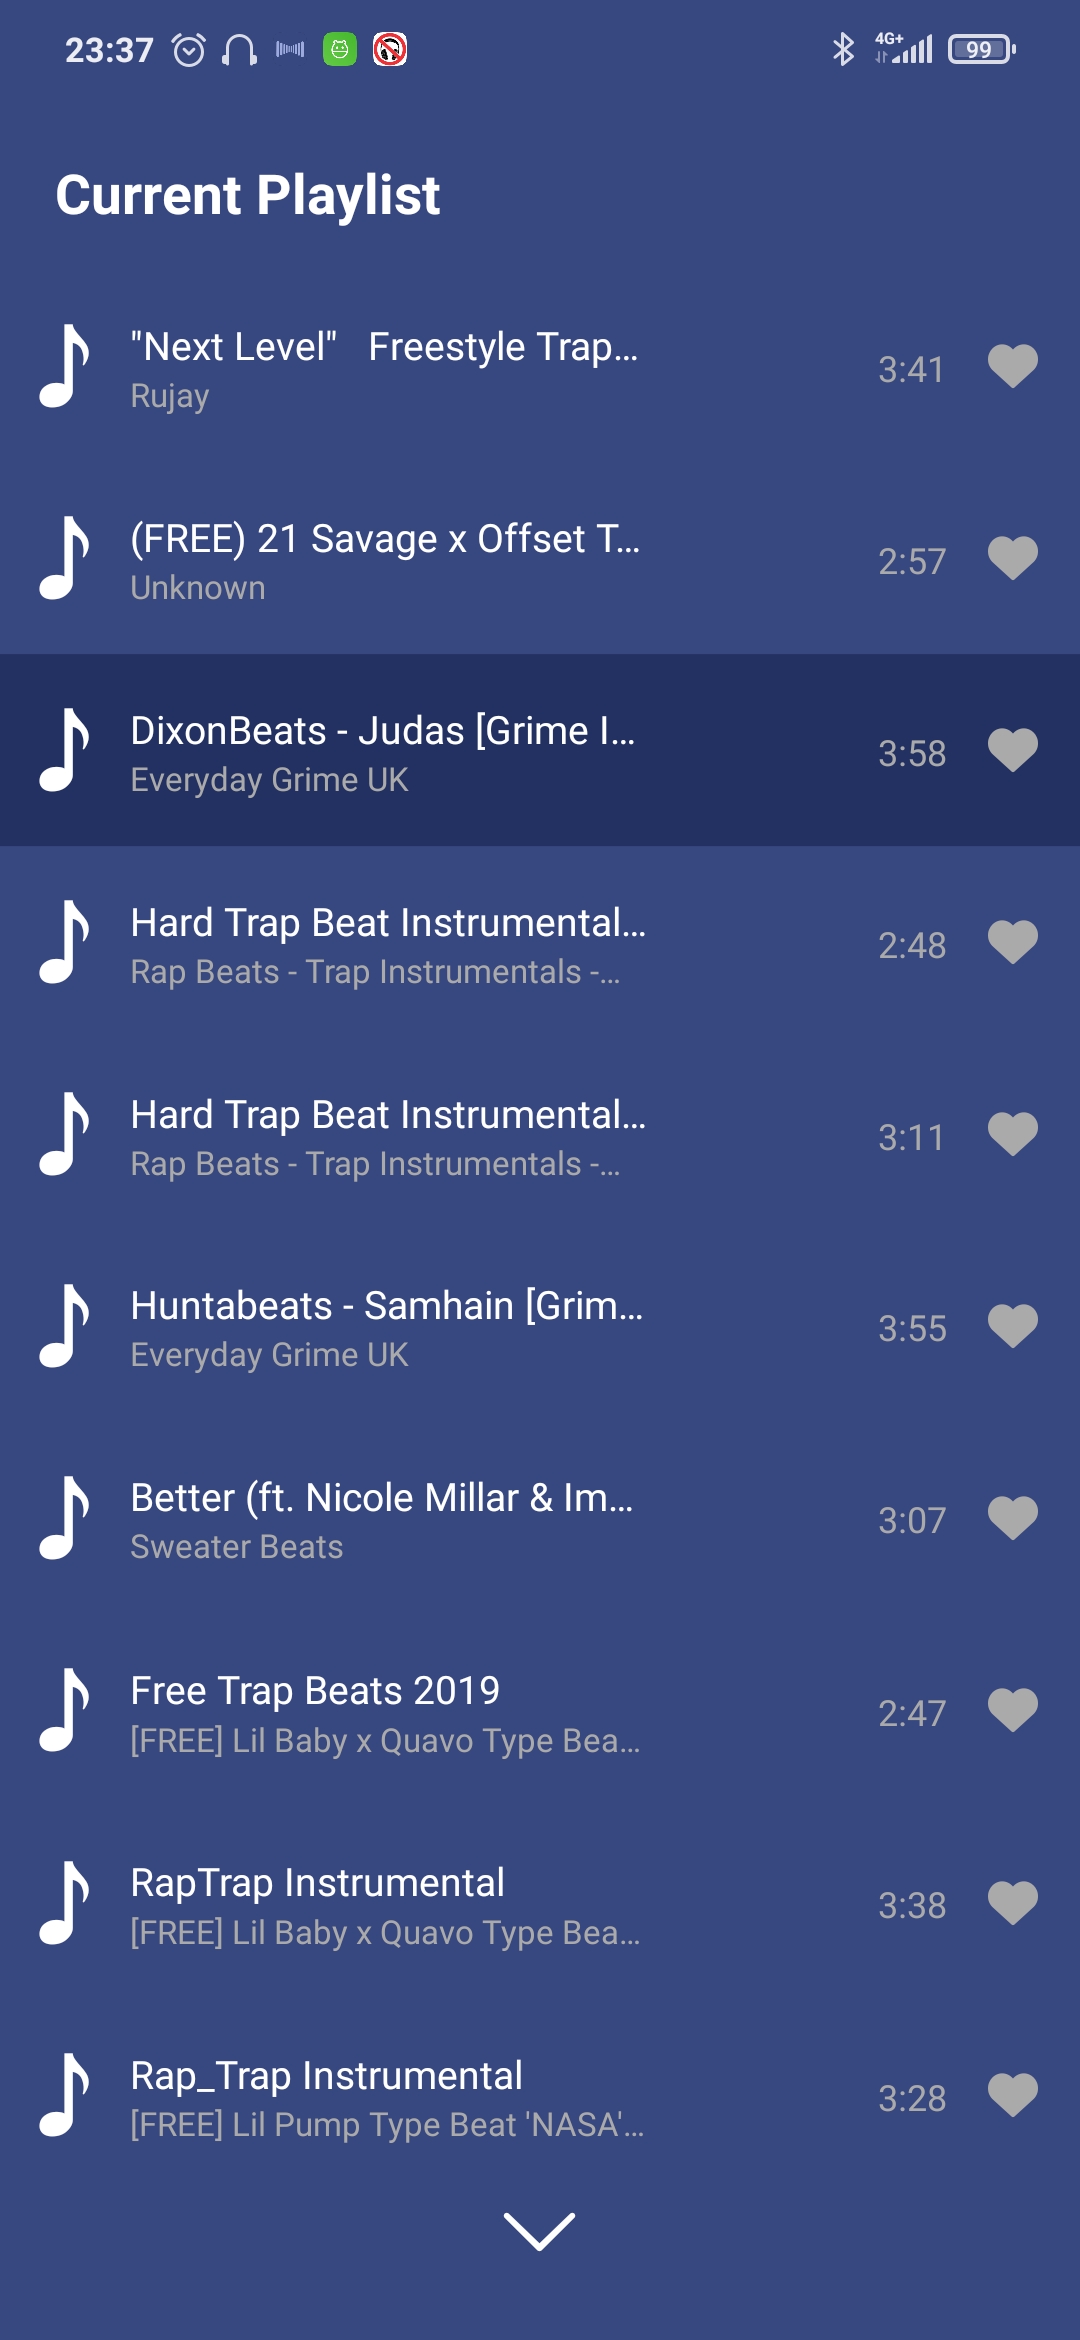 23:37
4G+
99
Current Playlist
"Next Level"   Freestyle Trap...
3:41
Rujay
(FREE) 21 Savage x Offset T...
2:57
Unknown
DixonBeats - Judas [Grime I...
3:58
Everyday Grime UK
Hard Trap Beat Instrumental...
2:48
Rap Beats - Trap Instrumentals -...
Hard Trap Beat Instrumental...
3:11
Rap Beats - Trap Instrumentals -...
Huntabeats - Samhain [Grim...
3:55
Everyday Grime UK
Better (ft. Nicole Millar & Im...
3:07
Sweater Beats
Free Trap Beats 2019
2:47
[FREE] Lil Baby x Quavo Type Bea...
RapTrap Instrumental
3:38
[FREE] Lil Baby x Quavo Type Bea...
Rap_Trap Instrumental
3:28
[FREE] Lil Pump Type Beat 'NASA'...